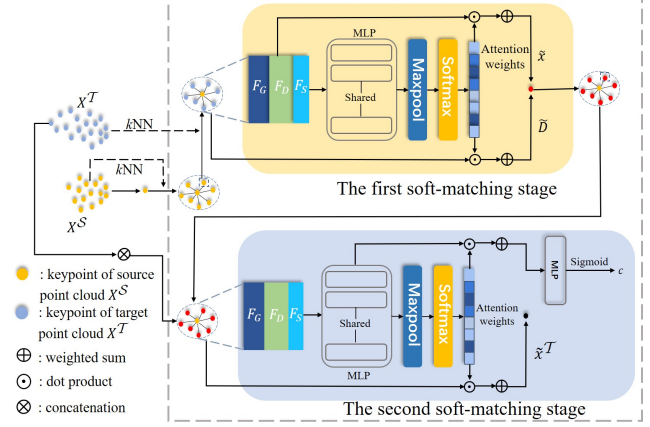 MLP
F_G F_D F_S
Shared
Maxpool
Softmax
Attention
weights
x̃
D̃
X^𝒯
kNN
kNN
X^𝒮
The first soft-matching stage
: keypoint of source
point cloud X^𝒮
: keypoint of target
point cloud X^𝒯
⊕ : weighted sum
⊙ : dot product
⊗ : concatenation
F_G F_D F_S
Shared
MLP
Maxpool
Softmax
Attention
weights
MLP
Sigmoid
c
x̃^𝒯
The second soft-matching stage